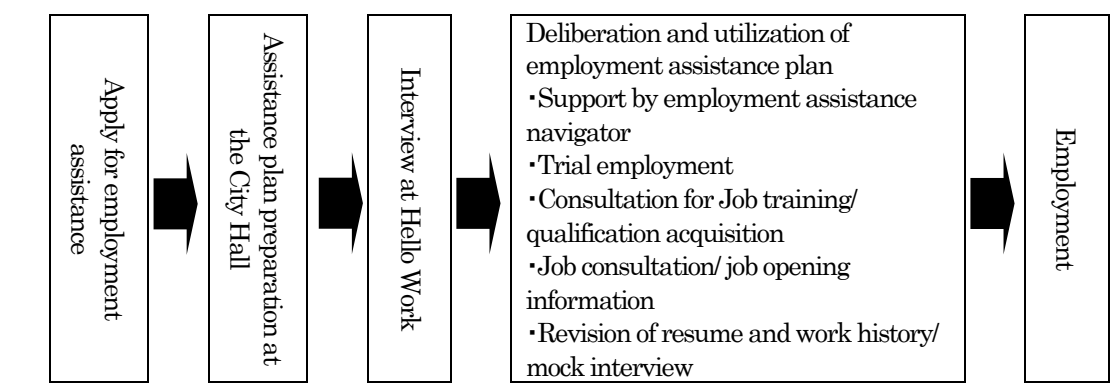 Apply for employment
assistance
Assistance plan preparation at
the City Hall
Interview at Hello Work
Deliberation and utilization of
employment assistance plan
・Support by employment assistance
navigator
・Trial employment
・Consultation for Job training/
qualification acquisition
・Job consultation/ job opening
information
・Revision of resume and work history/
mock interview
Employment